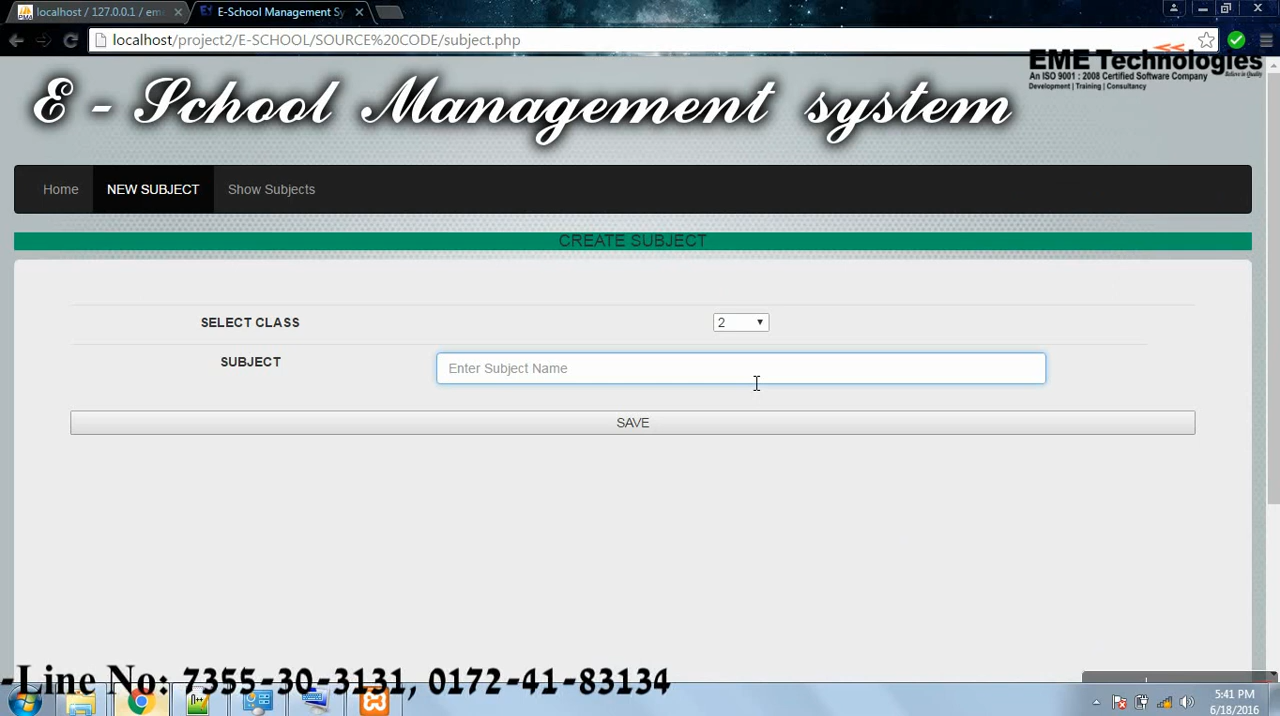 localhost / 127.0.0.1 / em
E-School Management Sy
localhost/project2/E-SCHOOL/SOURCE%20CODE/subject.php
EME Technologies
An ISO 9001 : 2008 Certified Software Company
Believe in Quality
Development | Training | Consultancy
E - School Management system
Home
NEW SUBJECT
Show Subjects
CREATE SUBJECT
SELECT CLASS
2
SUBJECT
Enter Subject Name
SAVE
-Line No: 7355-30-3131, 0172-41-83134
5:41 PM
6/18/2016